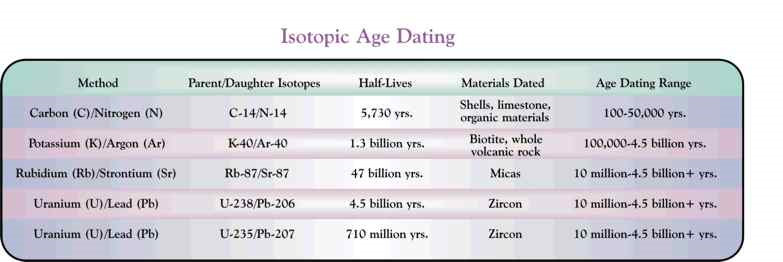 Isotopic Age Dating
Method Parent/Daughter Isotopes Half-Lives Materials Dated Age Dating Range
Carbon (C)/Nitrogen (N) C-14/N-14 5,730 yrs. Shells, limestone, organic materials 100-50,000 yrs.
Potassium (K)/Argon (Ar) K-40/Ar-40 1.3 billion yrs. Biotite, whole volcanic rock 100,000-4.5 billion yrs.
Rubidium (Rb)/Strontium (Sr) Rb-87/Sr-87 47 billion yrs. Micas 10 million-4.5 billion+ yrs.
Uranium (U)/Lead (Pb) U-238/Pb-206 4.5 billion yrs. Zircon 10 million-4.5 billion+ yrs.
Uranium (U)/Lead (Pb) U-235/Pb-207 710 million yrs. Zircon 10 million-4.5 billion+ yrs.